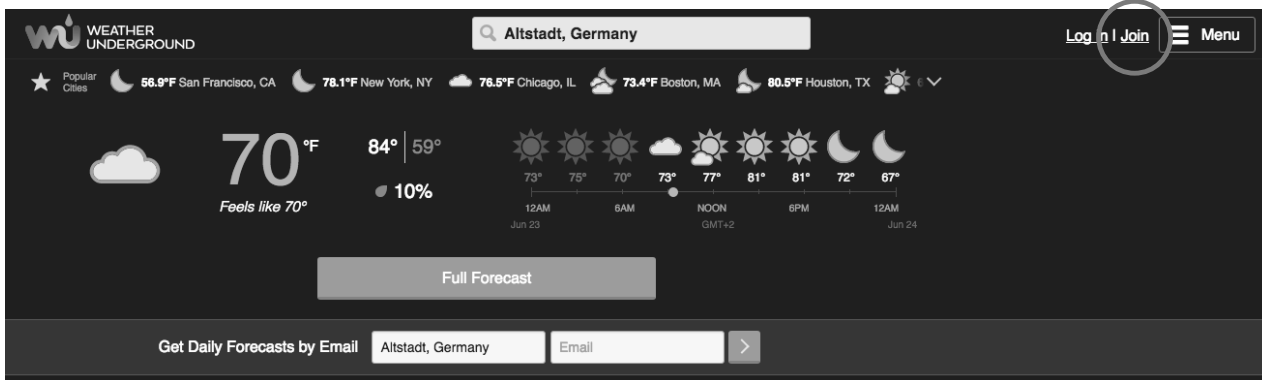 WEATHER
UNDERGROUND
Altstadt, Germany
Log in | Join
Menu
Popular
Cities
56.9°F San Francisco, CA
78.1°F New York, NY
76.5°F Chicago, IL
73.4°F Boston, MA
80.5°F Houston, TX
6
70 °F
84° | 59°
10%
Feels like 70°
73° 75° 70° 73° 77° 81° 81° 72° 67°
12AM 6AM NOON 6PM 12AM
Jun 23 GMT+2 Jun 24
Full Forecast
Get Daily Forecasts by Email Altstadt, Germany Email